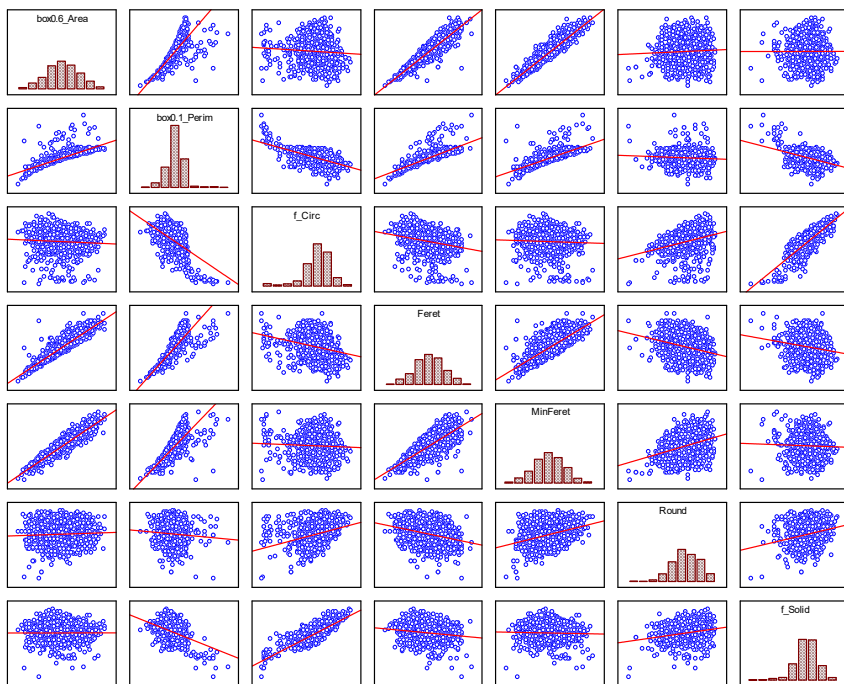 box0.6_Area
box0.1_Perim
f_Circ
Feret
MinFeret
Round
f_Solid